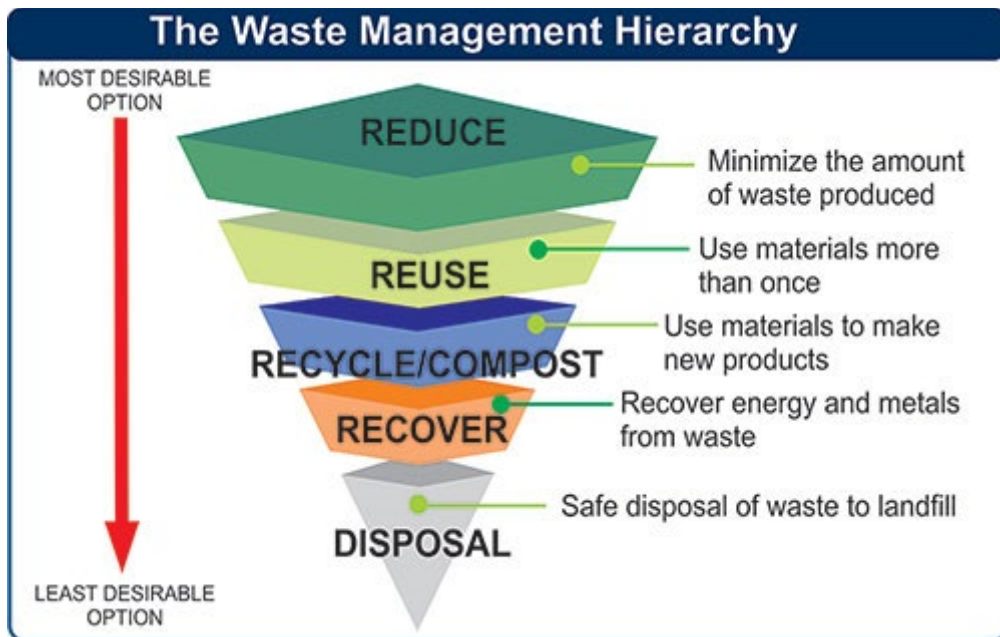 The Waste Management Hierarchy
MOST DESIRABLE
OPTION
REDUCE
Minimize the amount
of waste produced
REUSE
Use materials more
than once
RECYCLE/COMPOST
Use materials to make
new products
RECOVER
Recover energy and metals
from waste
DISPOSAL
Safe disposal of waste to landfill
LEAST DESIRABLE
OPTION